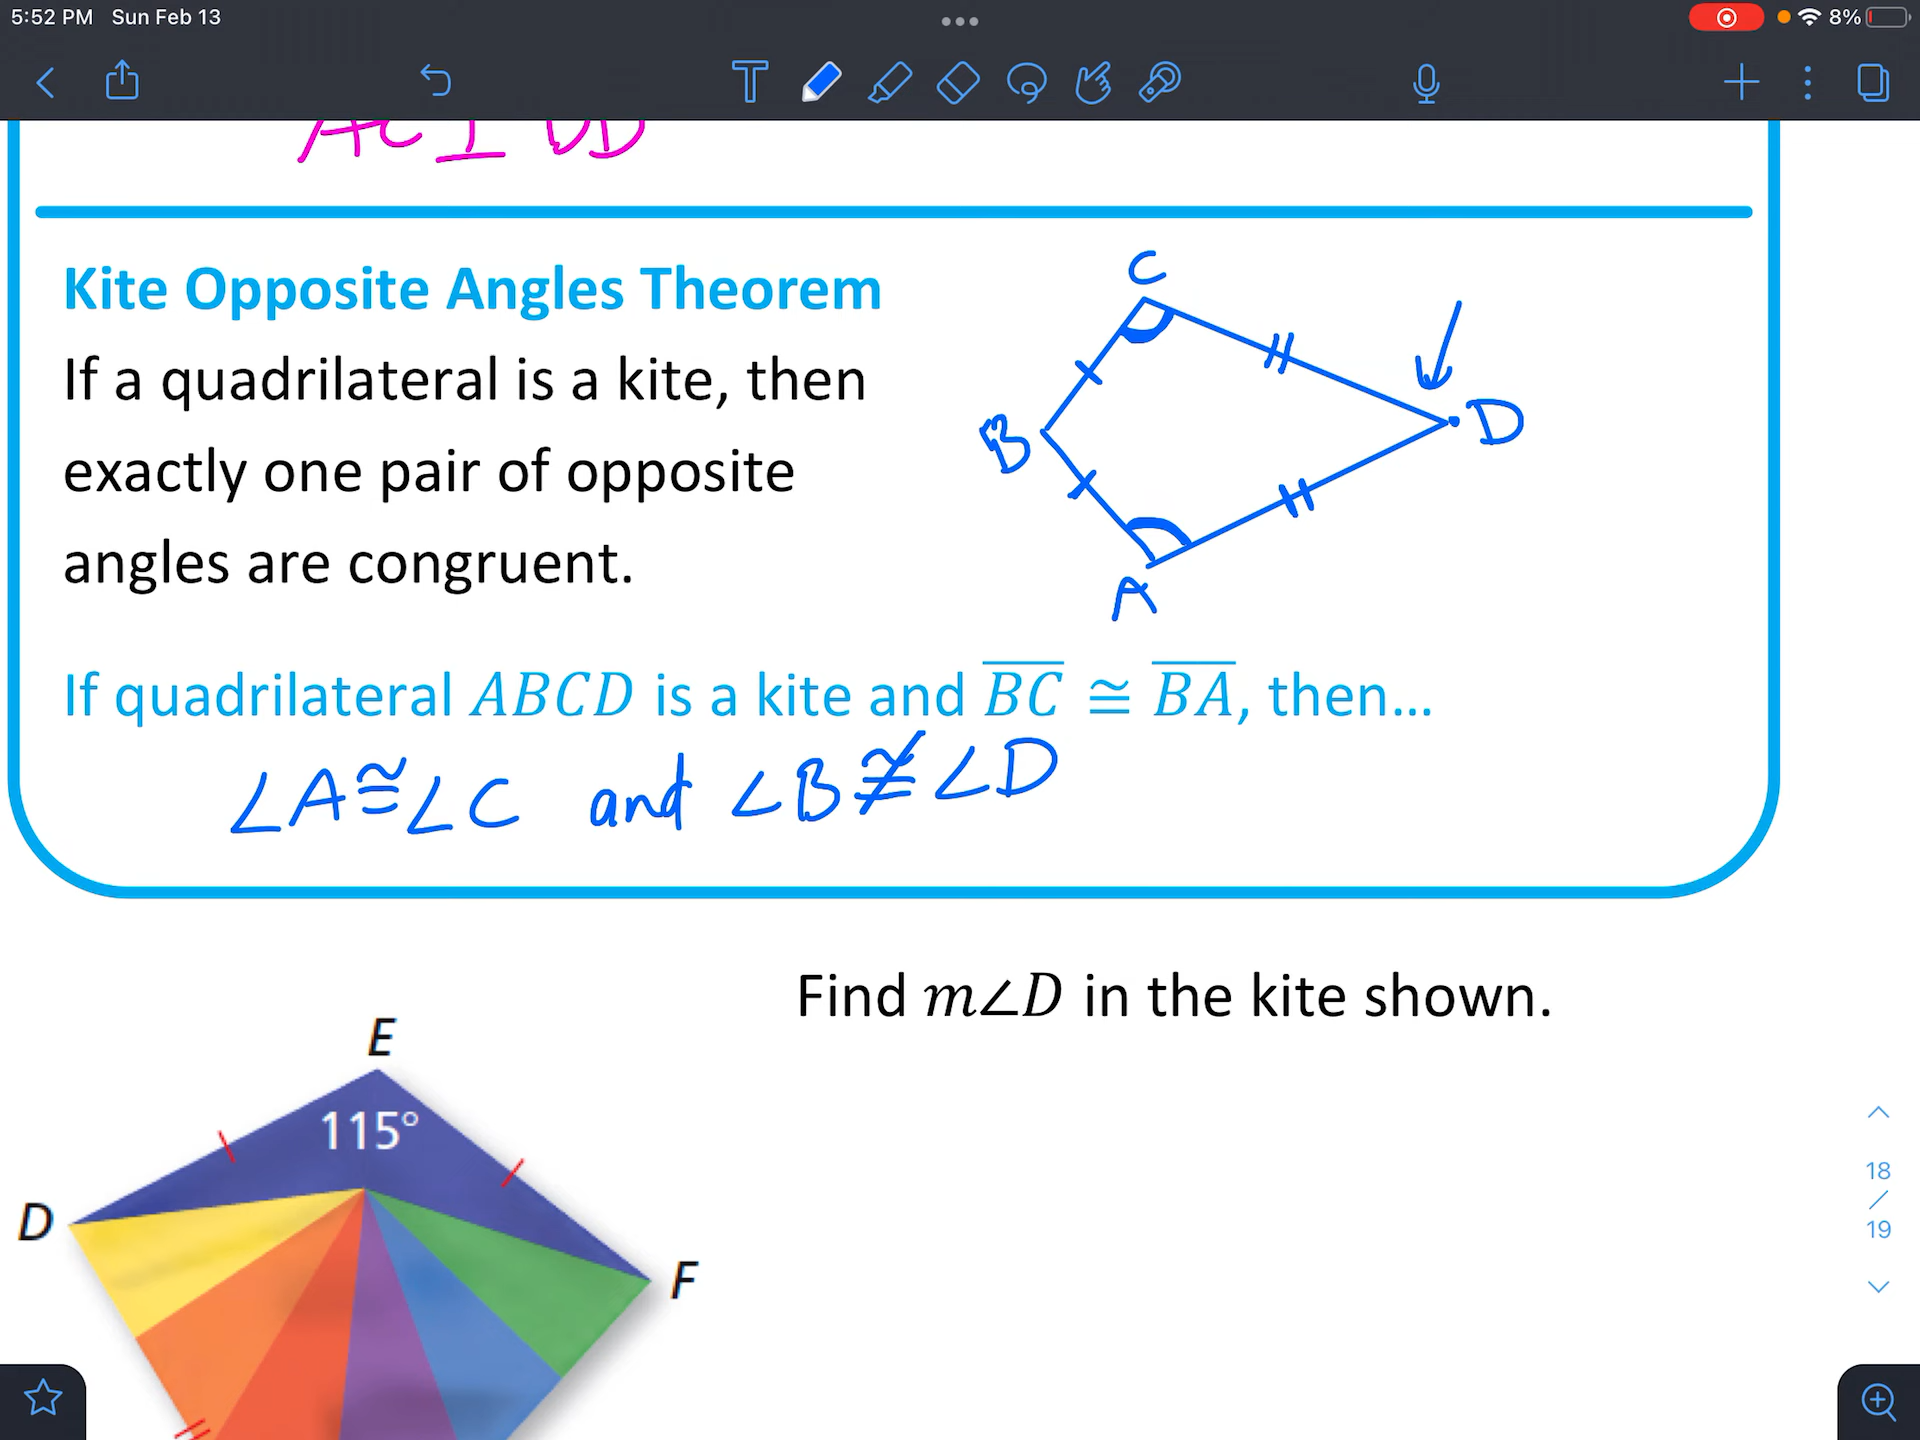 5:52 PM Sun Feb 13
8%
AC ⊥ BD
Kite Opposite Angles Theorem
If a quadrilateral is a kite, then
exactly one pair of opposite
angles are congruent.
C
B
D
A
If quadrilateral ABCD is a kite and B̅C̅ ≅ B̅A̅, then...
∠A ≅ ∠C and ∠B ≇ ∠D
Find m∠D in the kite shown.
E
115°
D
F
18
/
19